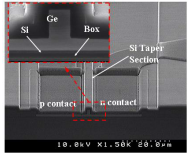 Ge
Si
Box
Si Taper
Section
p contact
n contact
10.0kV X1.50K 20.0µm